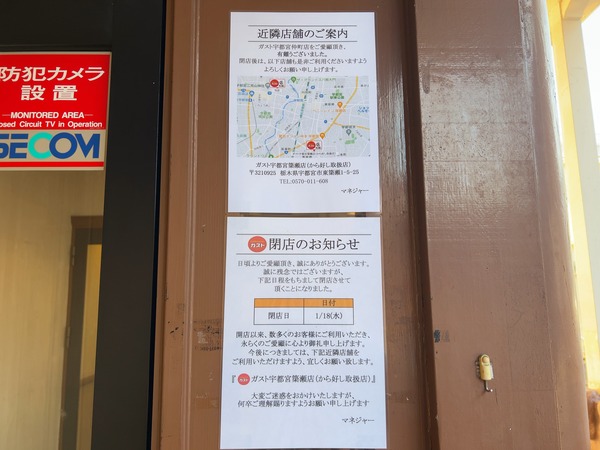 防犯カメラ
設置
MONITORED AREA
osed Circuit TV in Operation
SECOM
近隣店舗のご案内
ガスト宇都宮仲町店をご愛顧頂き、
有難うございました。
閉店後は、以下店舗も是非ご利用くださいますよう
よろしくお願い申し上げます。
ガスト宇都宮簗瀬店(から好し取扱店)
〒3210925 栃木県宇都宮市東簗瀬1-5-25
TEL:0570-011-608
マネジャー
ガスト 閉店のお知らせ
日頃よりご愛顧頂き、誠にありがとうございます。
誠に残念ではございますが、
下記日程をもちまして閉店させて
頂くことになりました。
日付
閉店日 1/18(水)
開店以来、数多くのお客様にご利用いただき、
永らくのご愛顧に心より御礼申し上げます。
今後につきましては、下記近隣店舗を
ご利用いただけますよう、宜しくお願い致します。
『ガスト ガスト宇都宮簗瀬店(から好し取扱店)』
大変ご迷惑をおかけいたしますが、
何卒ご理解賜りますようお願い申し上げます
マネジャー